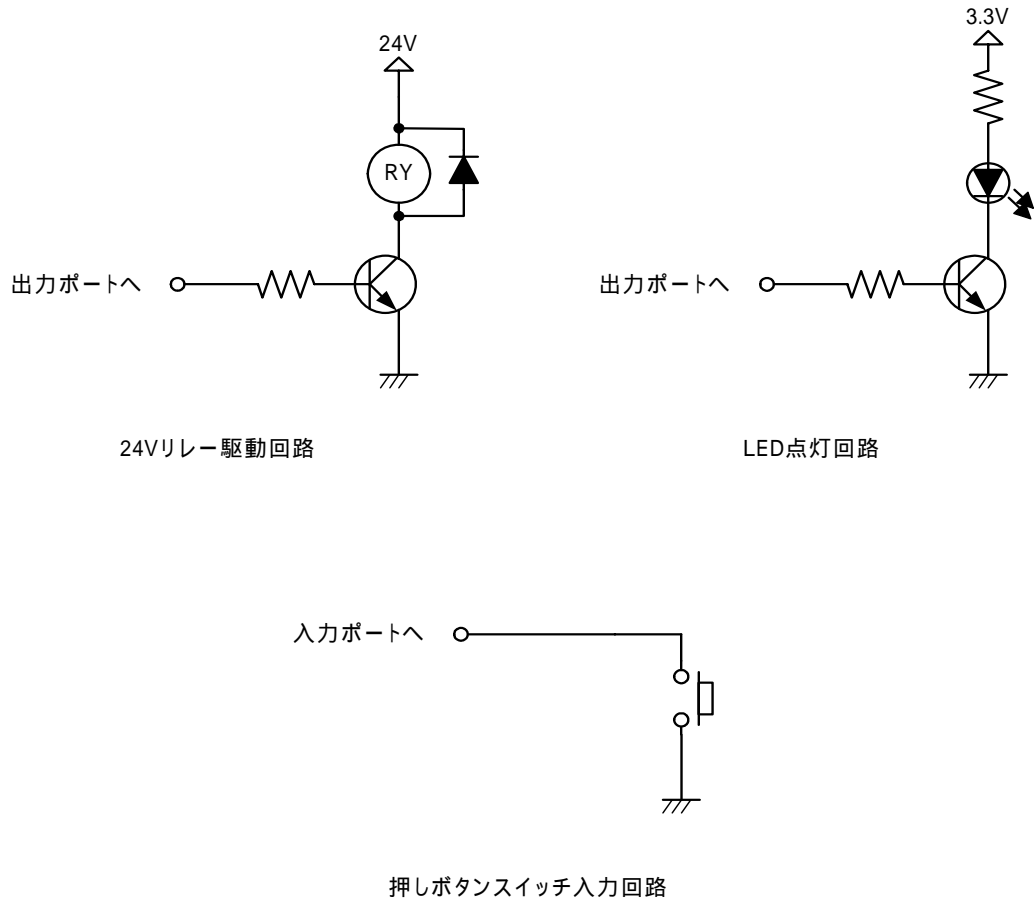 24V
3.3V
RY
出力ポートへ
出力ポートへ
24Vリレー駆動回路
LED点灯回路
入力ポートへ
押しボタンスイッチ入力回路